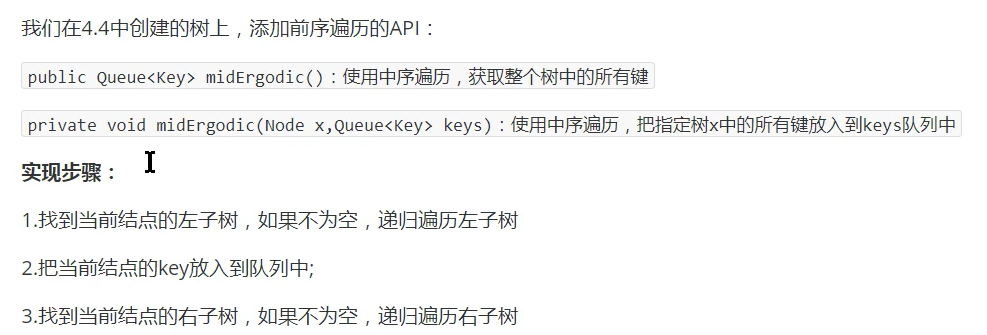 我们在4.4中创建的树上，添加前序遍历的API：
public Queue<Key> midErgodic()：使用中序遍历，获取整个树中的所有键
private void midErgodic(Node x,Queue<Key> keys)：使用中序遍历，把指定树x中的所有键放入到keys队列中
实现步骤：
1.找到当前结点的左子树，如果不为空，递归遍历左子树
2.把当前结点的key放入到队列中;
3.找到当前结点的右子树，如果不为空，递归遍历右子树